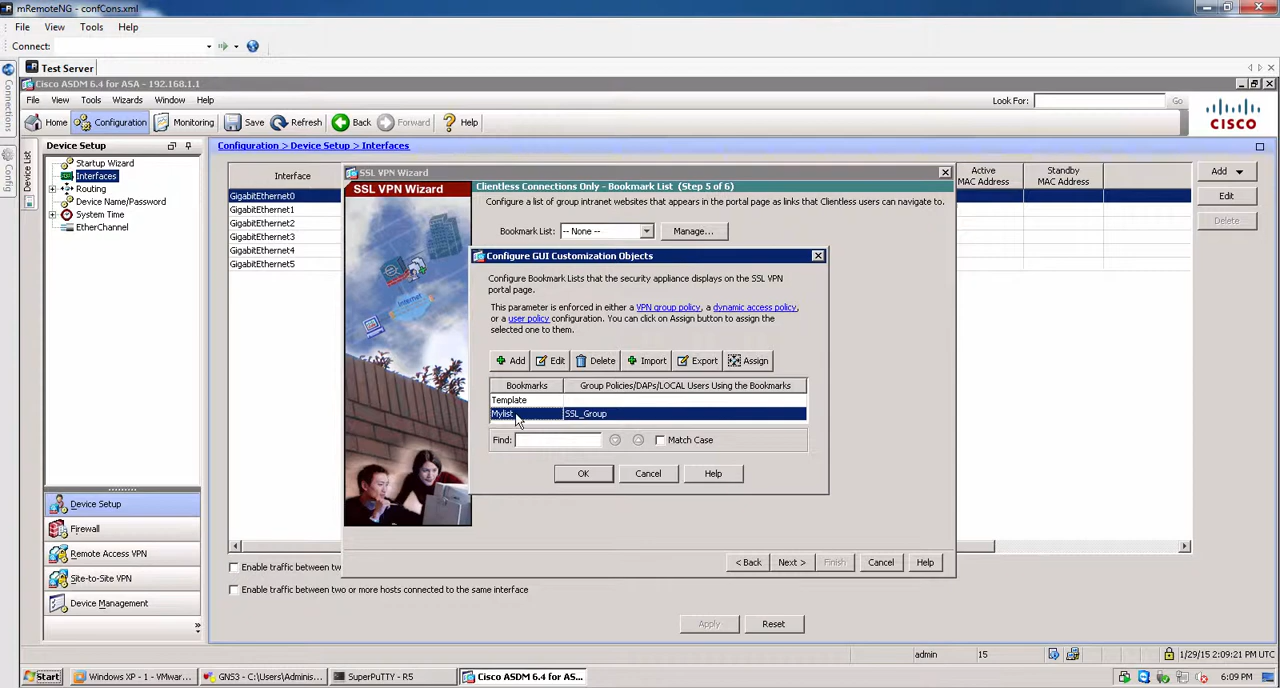 mRemoteNG - confCons.xml
File View Tools Help
Connect:
Test Server
Connections
Config
Cisco ASDM 6.4 for ASA - 192.168.1.1
File View Tools Wizards Window Help
Look For: Go
Home Configuration Monitoring Save Refresh Back Forward Help
CISCO
Device List
Device Setup
Startup Wizard
Interfaces
Routing
Device Name/Password
System Time
EtherChannel
Device Setup
Firewall
Remote Access VPN
Site-to-Site VPN
Device Management
Configuration > Device Setup > Interfaces
Interface
GigabitEthernet0
GigabitEthernet1
GigabitEthernet2
GigabitEthernet3
GigabitEthernet4
GigabitEthernet5
Active
MAC Address
Standby
MAC Address
Add
Edit
Delete
SSL VPN Wizard
SSL VPN Wizard
Clientless Connections Only - Bookmark List (Step 5 of 6)
Configure a list of group intranet websites that appears in the portal page as links that Clientless users can navigate to.
Bookmark List: -- None -- Manage...
Configure GUI Customization Objects
Configure Bookmark Lists that the security appliance displays on the SSL VPN
portal page.
This parameter is enforced in either a VPN group policy, a dynamic access policy,
or a user policy configuration. You can click on Assign button to assign the
selected one to them.
Add Edit Delete Import Export Assign
Bookmarks Group Policies/DAPs/LOCAL Users Using the Bookmarks
Template
Mylist SSL_Group
Find: Match Case
OK Cancel Help
< Back Next > Finish Cancel Help
Enable traffic between tw
Enable traffic between two or more hosts connected to the same interface
Apply Reset
admin 15 1/29/15 2:09:21 PM UTC
Start Windows XP - 1 - VMwar... GNS3 - C:\Users\Adminis... SuperPuTTY - R5 Cisco ASDM 6.4 for AS... 6:09 PM